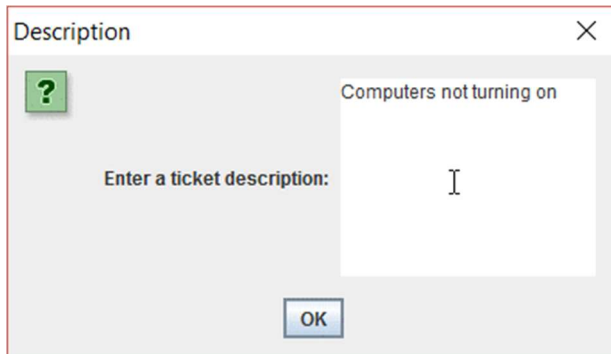 Description
Computers not turning on
Enter a ticket description:
OK